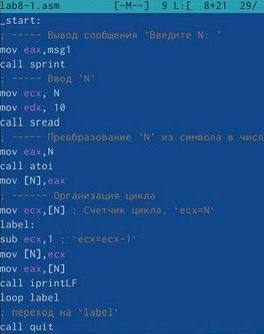 lab8-1.asm [-M--] 9 L:[ 8+21 29/
_start:
; ----- Вывод сообщения 'Введите N: '
mov eax,msg1
call sprint
; ----- Ввод 'N'
mov ecx, N
mov edx, 10
call sread
; ----- Преобразование 'N' из символа в числ
mov eax,N
call atoi
mov [N],eax
; ------ Организация цикла
mov ecx,[N] ; Счетчик цикла, `ecx=N`
label:
sub ecx,1 ; `ecx=ecx-1`
mov [N],ecx
mov eax,[N]
call iprintLF
loop label
; переход на `label`
call quit